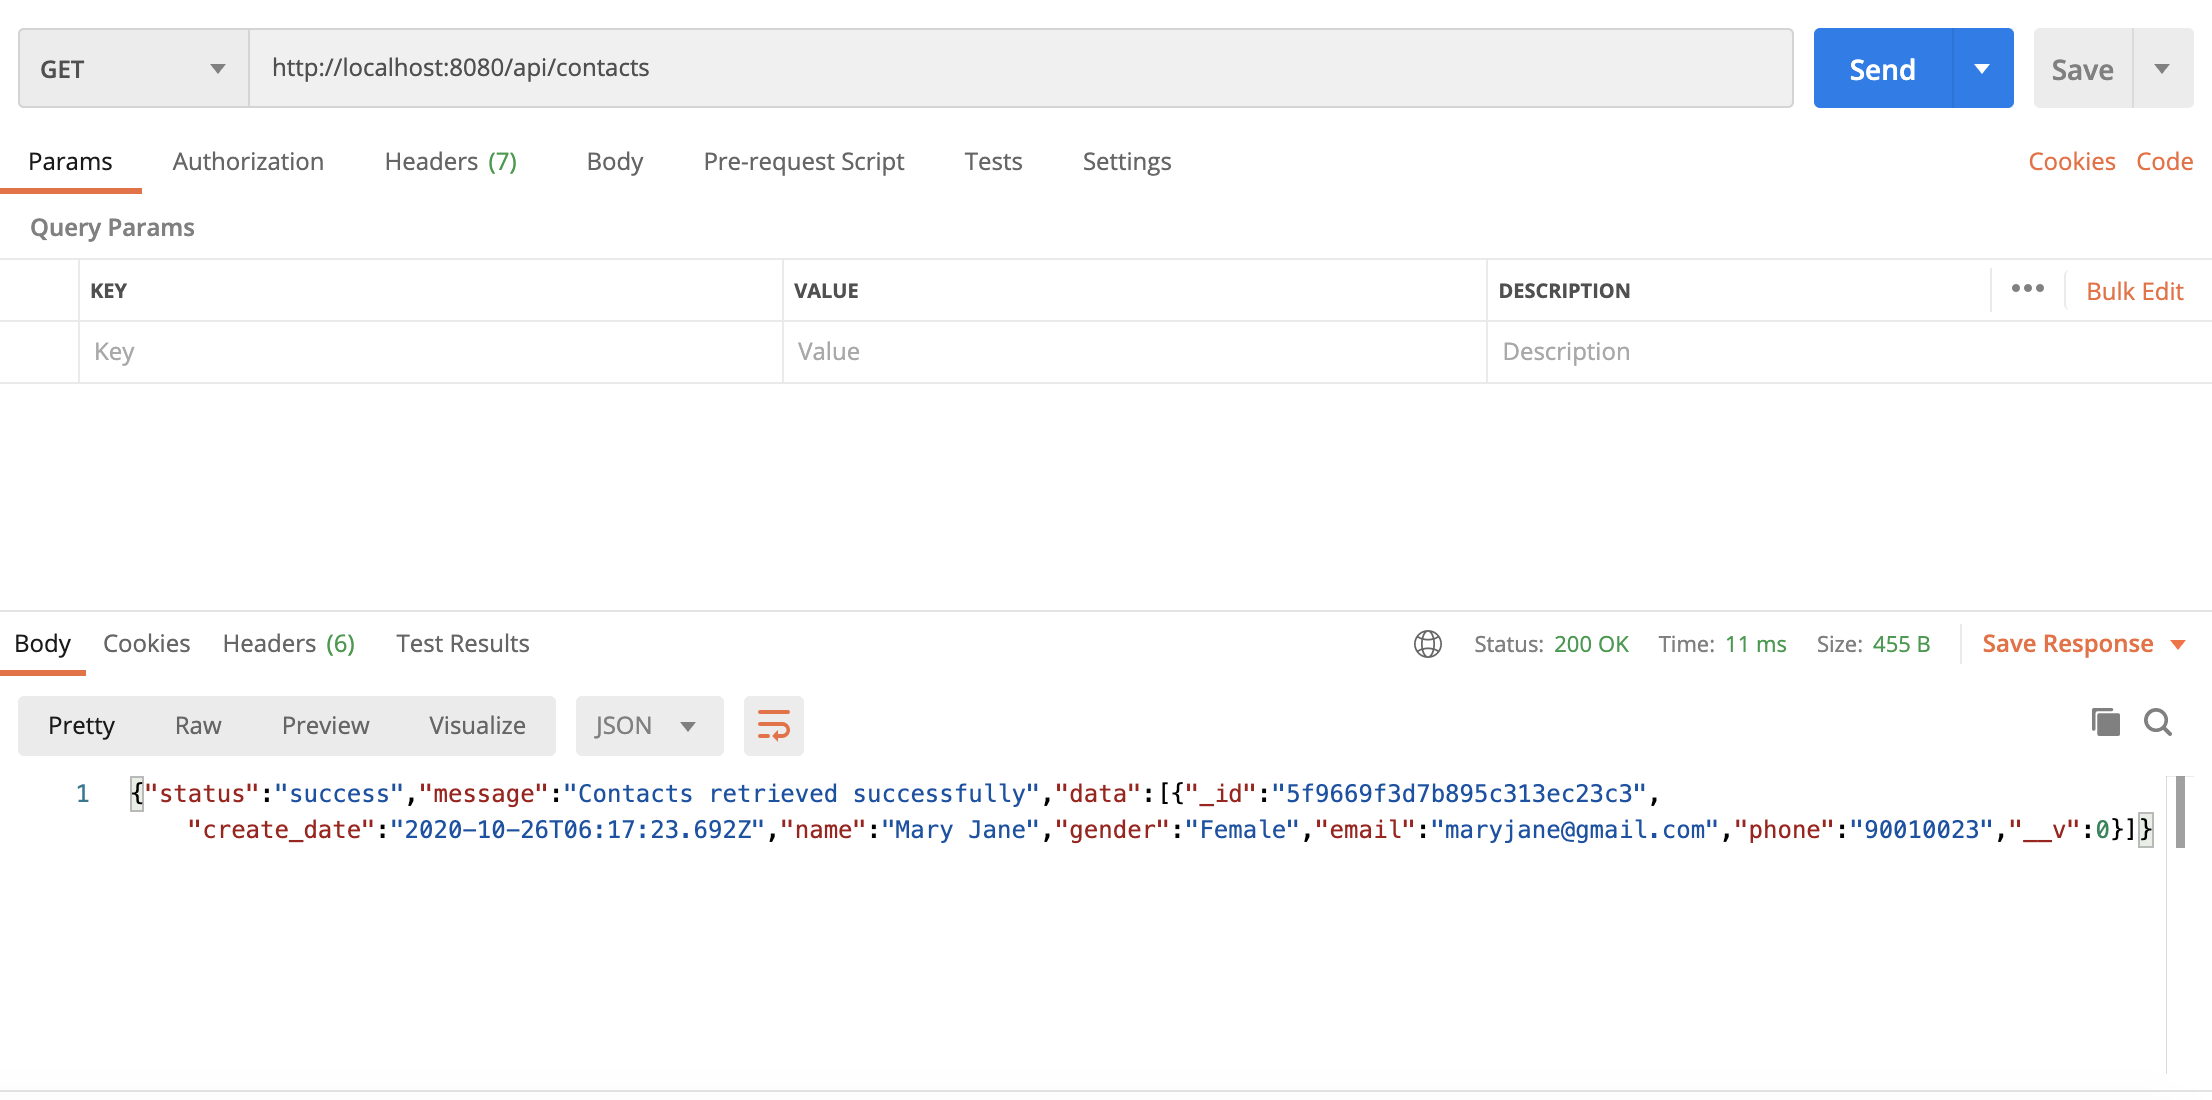 GET http://localhost:8080/api/contacts Send Save
Params Authorization Headers (7) Body Pre-request Script Tests Settings Cookies Code
Query Params
KEY VALUE DESCRIPTION ••• Bulk Edit
Key Value Description
Body Cookies Headers (6) Test Results Status: 200 OK Time: 11 ms Size: 455 B Save Response
Pretty Raw Preview Visualize JSON
1 {"status":"success","message":"Contacts retrieved successfully","data":[{"_id":"5f9669f3d7b895c313ec23c3",
"create_date":"2020-10-26T06:17:23.692Z","name":"Mary Jane","gender":"Female","email":"maryjane@gmail.com","phone":"90010023","__v":0}]}